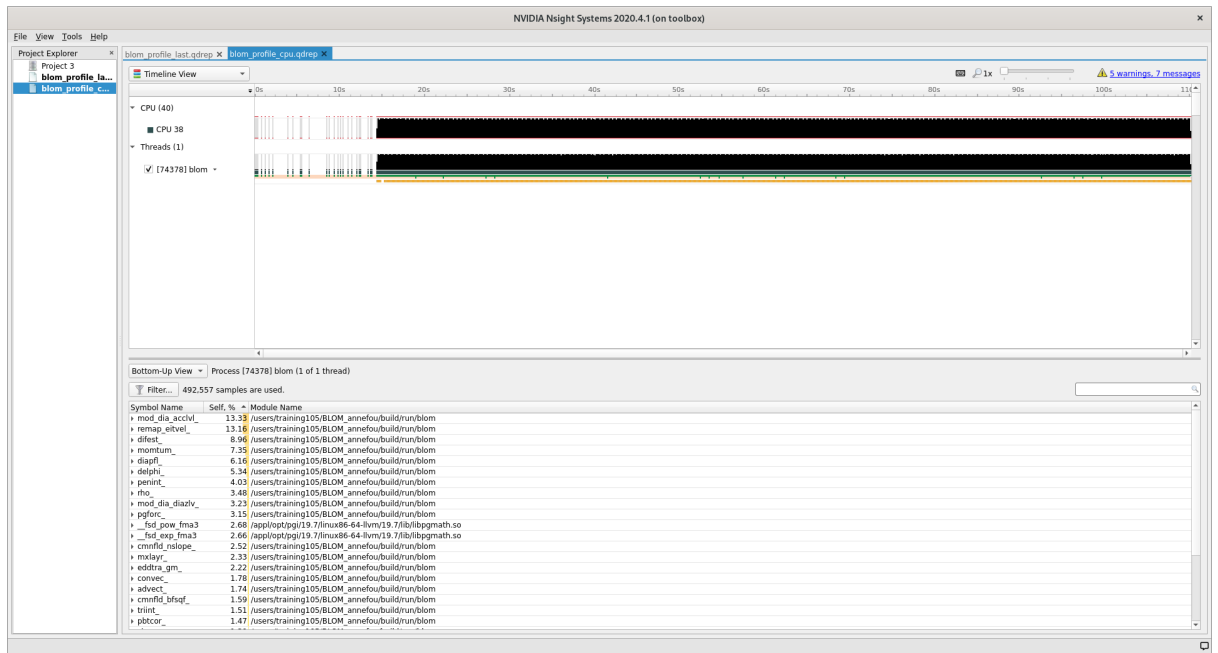 NVIDIA Nsight Systems 2020.4.1 (on toolbox)
File View Tools Help
Project Explorer
Project 3
blom_profile_la...
blom_profile_c...
blom_profile_last.qdrep
blom_profile_cpu.qdrep
Timeline View
1x
5 warnings, 7 messages
0s 10s 20s 30s 40s 50s 60s 70s 80s 90s 100s
CPU (40)
CPU 38
Threads (1)
[74378] blom
Bottom-Up View Process [74378] blom (1 of 1 thread)
Filter... 492,557 samples are used.
Symbol Name Self, % Module Name
mod_dia_acclvl_ 13.33 /users/training105/BLOM_annefou/build/run/blom
remap_eitvel_ 13.16 /users/training105/BLOM_annefou/build/run/blom
difest_ 8.96 /users/training105/BLOM_annefou/build/run/blom
momtum_ 7.35 /users/training105/BLOM_annefou/build/run/blom
diapfl_ 6.16 /users/training105/BLOM_annefou/build/run/blom
delphi_ 5.34 /users/training105/BLOM_annefou/build/run/blom
penint_ 4.03 /users/training105/BLOM_annefou/build/run/blom
rho_ 3.48 /users/training105/BLOM_annefou/build/run/blom
mod_dia_diazlv_ 3.23 /users/training105/BLOM_annefou/build/run/blom
pgforc_ 3.15 /users/training105/BLOM_annefou/build/run/blom
__fsd_pow_fma3 2.68 /appl/opt/pgi/19.7/linux86-64-llvm/19.7/lib/libpgmath.so
__fsd_exp_fma3 2.66 /appl/opt/pgi/19.7/linux86-64-llvm/19.7/lib/libpgmath.so
cmnfld_nslope_ 2.52 /users/training105/BLOM_annefou/build/run/blom
mxlayr_ 2.33 /users/training105/BLOM_annefou/build/run/blom
eddtra_gm_ 2.22 /users/training105/BLOM_annefou/build/run/blom
convec_ 1.78 /users/training105/BLOM_annefou/build/run/blom
advect_ 1.74 /users/training105/BLOM_annefou/build/run/blom
cmnfld_bfsqf_ 1.59 /users/training105/BLOM_annefou/build/run/blom
triint_ 1.51 /users/training105/BLOM_annefou/build/run/blom
pbtcor_ 1.47 /users/training105/BLOM_annefou/build/run/blom